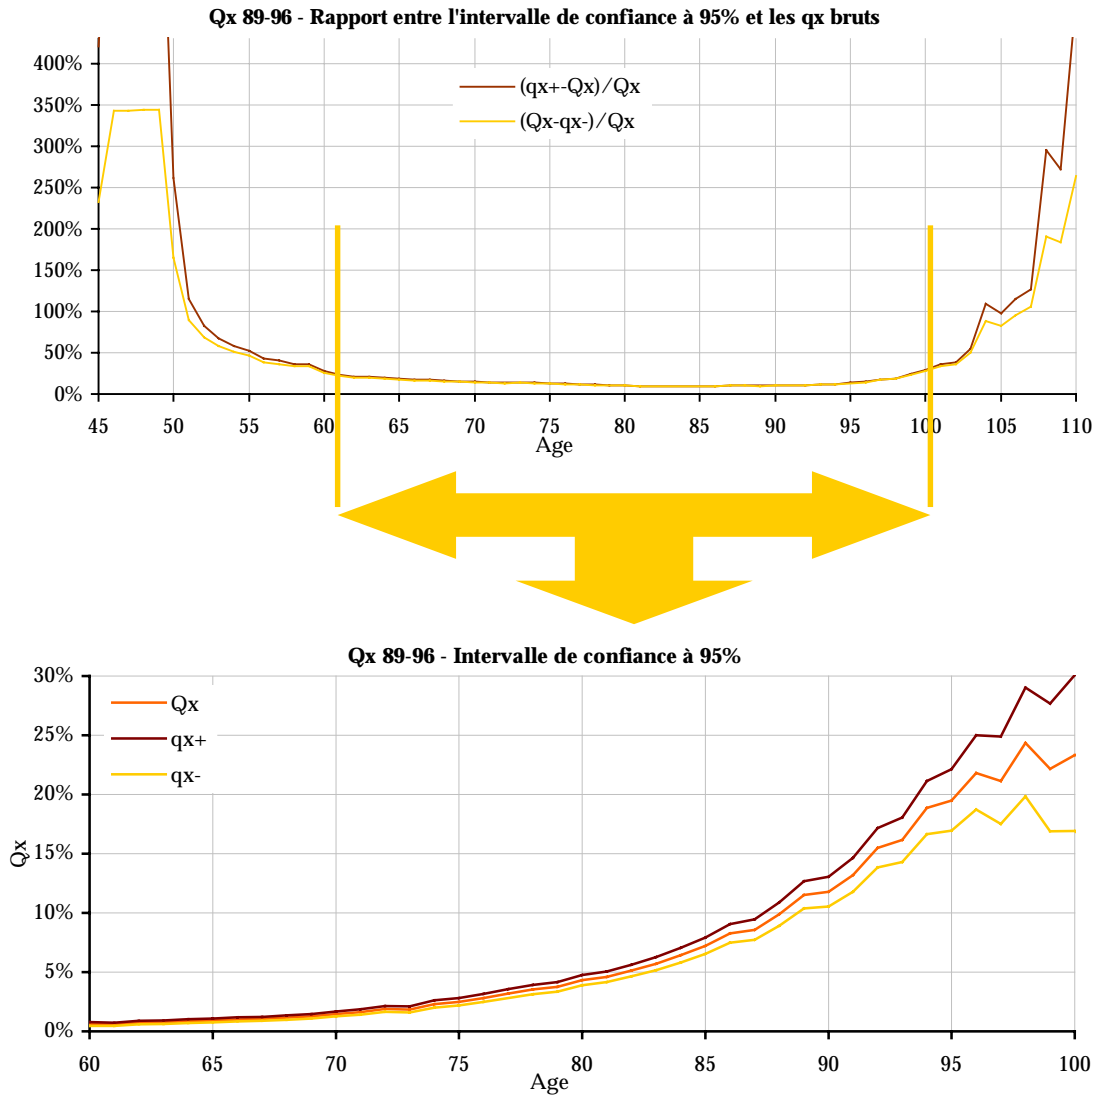 Qx 89-96 - Rapport entre l'intervalle de confiance à 95% et les qx bruts
400%
350%
300%
250%
200%
150%
100%
50%
0%
(qx+-Qx)/Qx
(Qx-qx-)/Qx
45 50 55 60 65 70 75 80 85 90 95 100 105 110
Age
Qx 89-96 - Intervalle de confiance à 95%
30%
25%
20%
15%
10%
5%
0%
Qx
qx+
qx-
Qx
60 65 70 75 80 85 90 95 100
Age